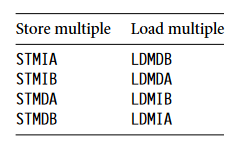 Store multiple Load multiple
STMIA LDMDB
STMIB LDMDA
STMDA LDMIB
STMDB LDMIA